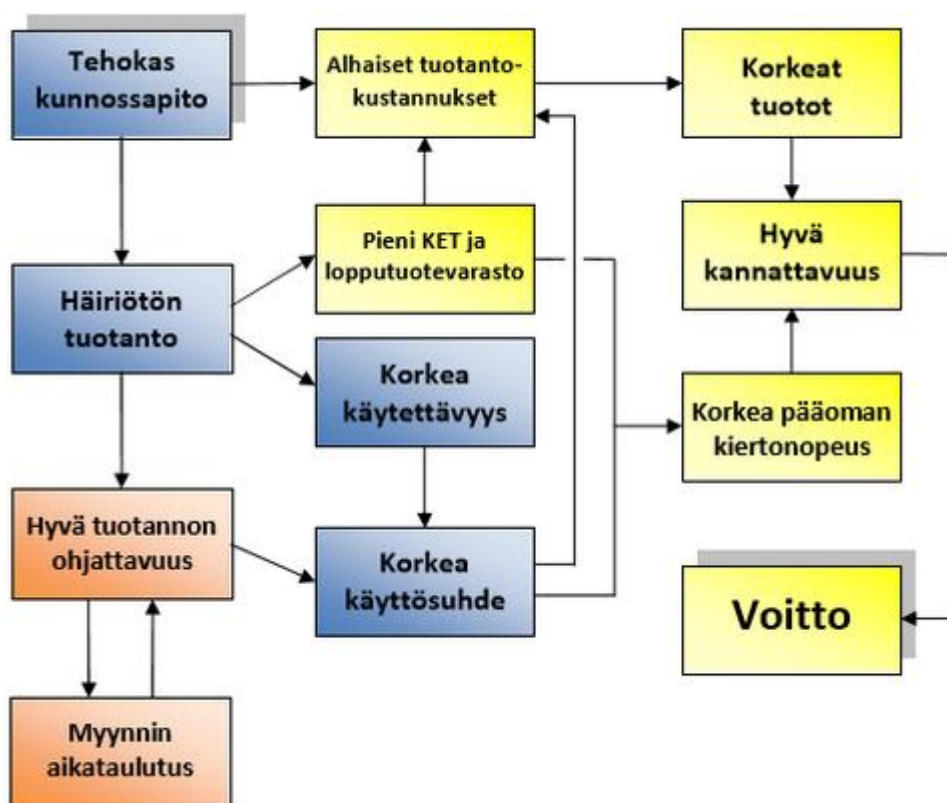 Tehokas
kunnossapito
Alhaiset tuotanto-
kustannukset
Korkeat
tuotot
Pieni KET ja
lopputuotevarasto
Hyvä
kannattavuus
Häiriötön
tuotanto
Korkea
käytettävyys
Korkea pääoman
kiertonopeus
Hyvä tuotannon
ohjattavuus
Korkea
käyttösuhde
Voitto
Myynnin
aikataulutus